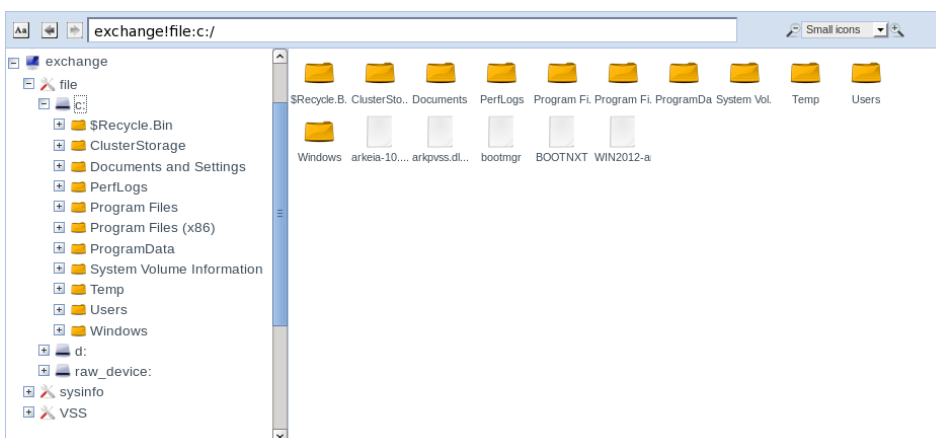 Aa exchange!file:c:/ Small icons
exchange
file
c:
$Recycle.Bin
ClusterStorage
Documents and Settings
PerfLogs
Program Files
Program Files (x86)
ProgramData
System Volume Information
Temp
Users
Windows
d:
raw_device:
sysinfo
VSS
$Recycle.B. ClusterSto.. Documents PerfLogs Program Fi. Program Fi. ProgramDa System Vol. Temp Users
Windows arkeia-10.... arkpvss.dl... bootmgr BOOTNXT WIN2012-a